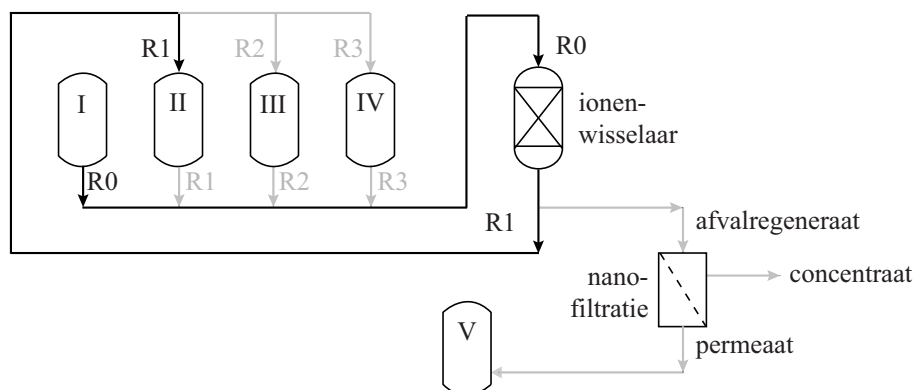 R1
R2
R3
R0
I
II
III
IV
ionen-
wisselaar
R0
R1
R2
R3
R1
afvalregeneraat
nano-
filtratie
concentraat
V
permeaat